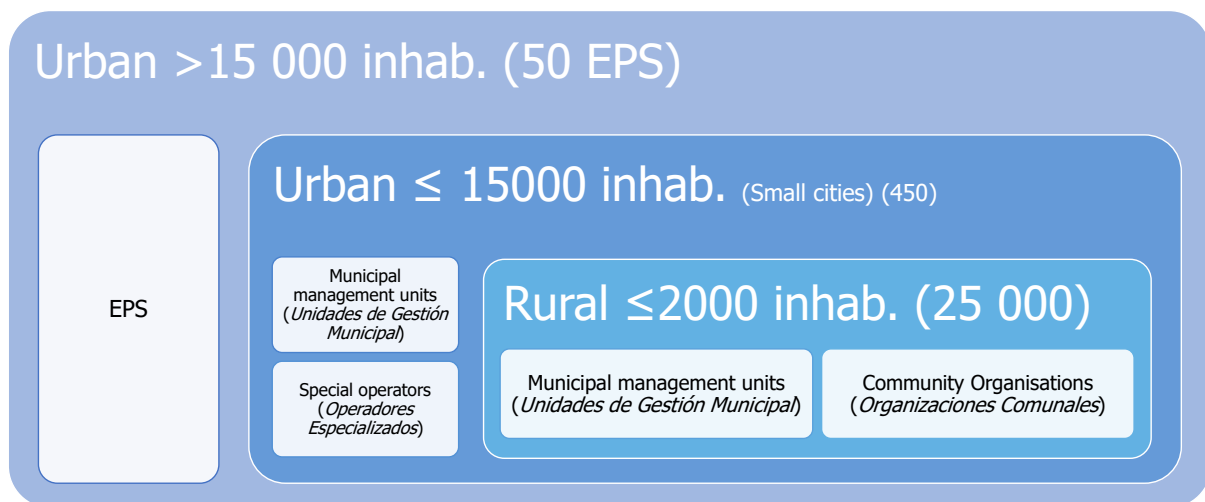 Urban >15 000 inhab. (50 EPS)
EPS
Urban ≤ 15000 inhab. (Small cities) (450)
Municipal
management units
(Unidades de Gestión
Municipal)
Special operators
(Operadores
Especializados)
Rural ≤2000 inhab. (25 000)
Municipal management units
(Unidades de Gestión Municipal)
Community Organisations
(Organizaciones Comunales)